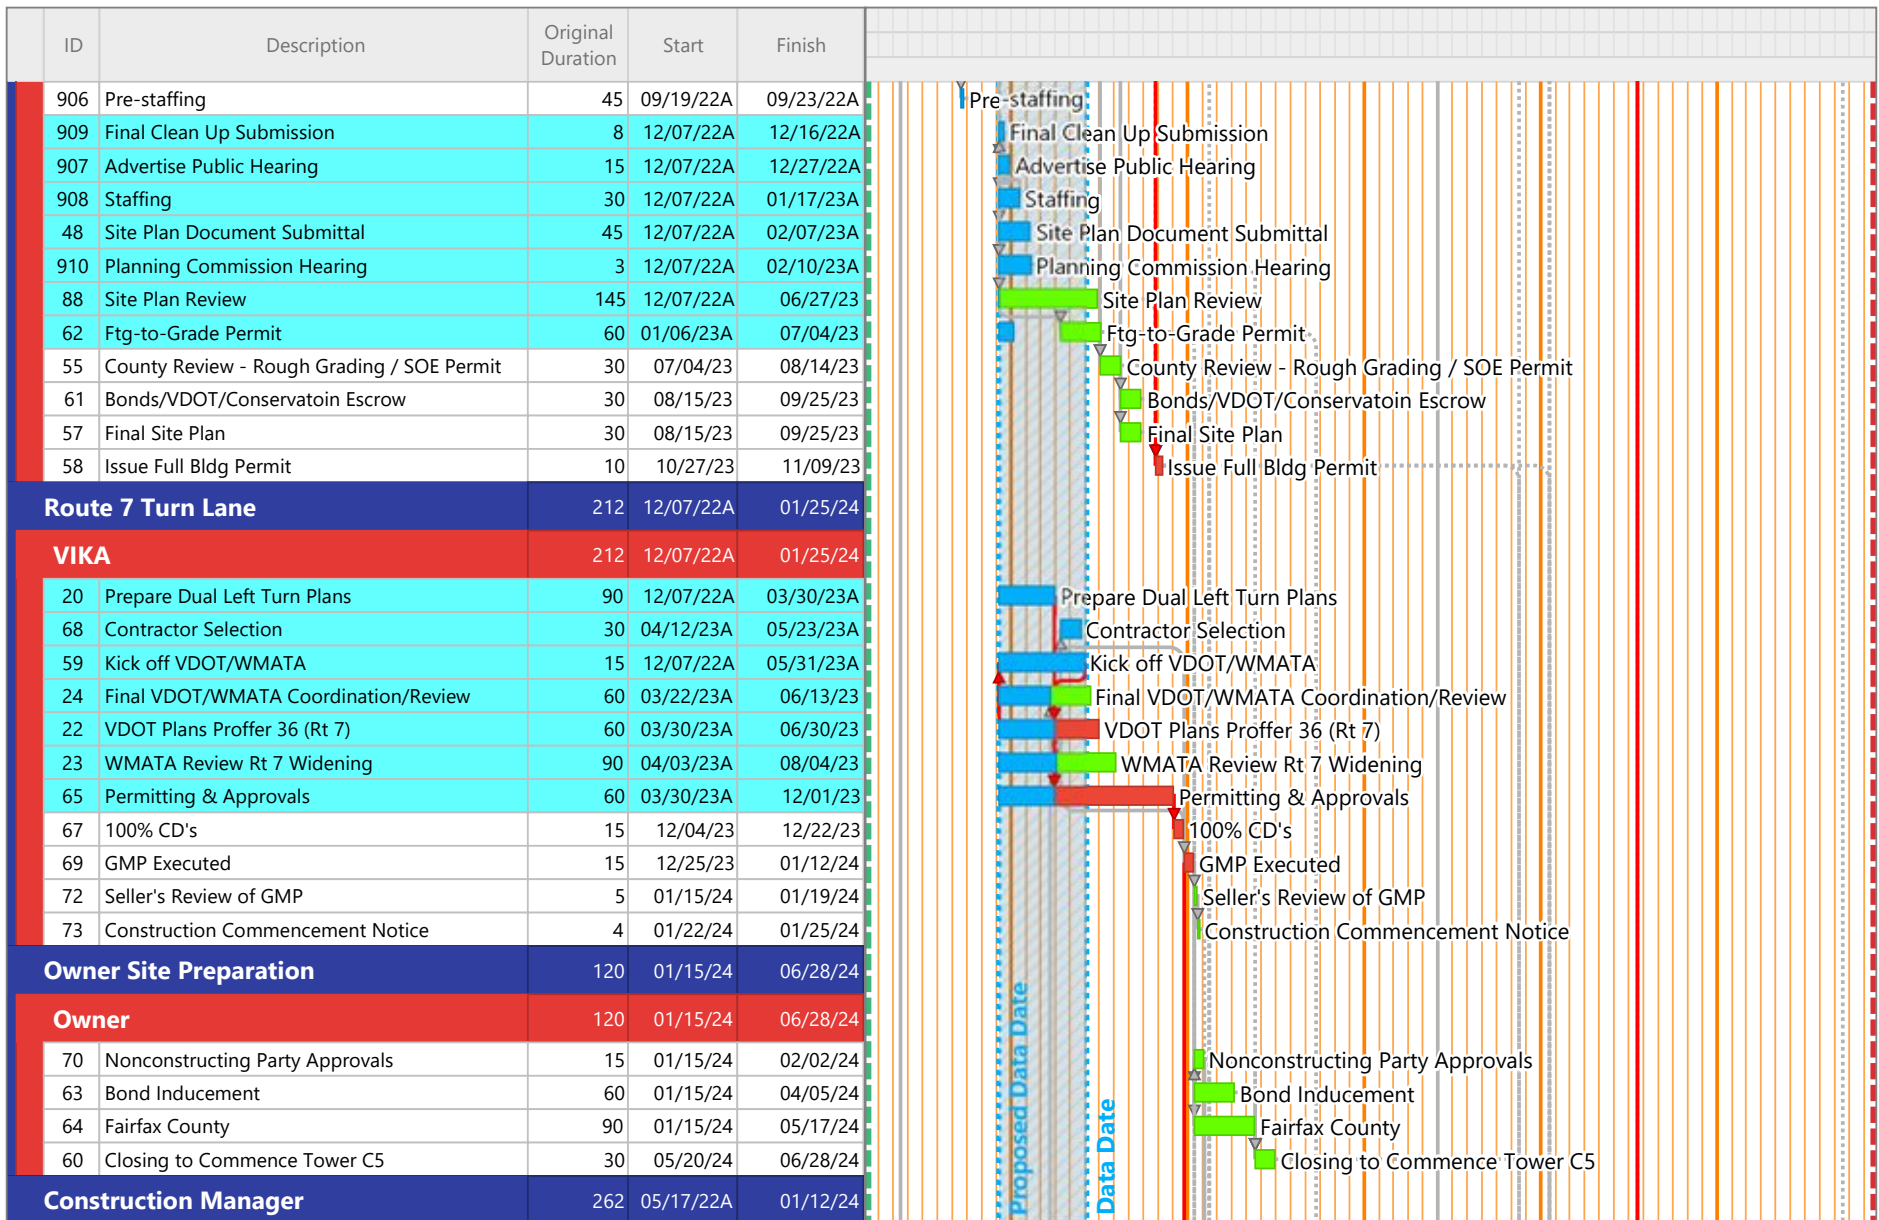 ID Description Original Duration Start Finish
906 Pre-staffing 45 09/19/22A 09/23/22A Pre-staffing
909 Final Clean Up Submission 8 12/07/22A 12/16/22A Final Clean Up Submission
907 Advertise Public Hearing 15 12/07/22A 12/27/22A Advertise Public Hearing
908 Staffing 30 12/07/22A 01/17/23A Staffing
48 Site Plan Document Submittal 45 12/07/22A 02/07/23A Site Plan Document Submittal
910 Planning Commission Hearing 3 12/07/22A 02/10/23A Planning Commission Hearing
88 Site Plan Review 145 12/07/22A 06/27/23 Site Plan Review
62 Ftg-to-Grade Permit 60 01/06/23A 07/04/23 Ftg-to-Grade Permit
55 County Review - Rough Grading / SOE Permit 30 07/04/23 08/14/23 County Review - Rough Grading / SOE Permit
61 Bonds/VDOT/Conservatoin Escrow 30 08/15/23 09/25/23 Bonds/VDOT/Conservatoin Escrow
57 Final Site Plan 30 08/15/23 09/25/23 Final Site Plan
58 Issue Full Bldg Permit 10 10/27/23 11/09/23 Issue Full Bldg Permit
Route 7 Turn Lane 212 12/07/22A 01/25/24
VIKA 212 12/07/22A 01/25/24
20 Prepare Dual Left Turn Plans 90 12/07/22A 03/30/23A Prepare Dual Left Turn Plans
68 Contractor Selection 30 04/12/23A 05/23/23A Contractor Selection
59 Kick off VDOT/WMATA 15 12/07/22A 05/31/23A Kick off VDOT/WMATA
24 Final VDOT/WMATA Coordination/Review 60 03/22/23A 06/13/23 Final VDOT/WMATA Coordination/Review
22 VDOT Plans Proffer 36 (Rt 7) 60 03/30/23A 06/30/23 VDOT Plans Proffer 36 (Rt 7)
23 WMATA Review Rt 7 Widening 90 04/03/23A 08/04/23 WMATA Review Rt 7 Widening
65 Permitting & Approvals 60 03/30/23A 12/01/23 Permitting & Approvals
67 100% CD's 15 12/04/23 12/22/23 100% CD's
69 GMP Executed 15 12/25/23 01/12/24 GMP Executed
72 Seller's Review of GMP 5 01/15/24 01/19/24 Seller's Review of GMP
73 Construction Commencement Notice 4 01/22/24 01/25/24 Construction Commencement Notice
Owner Site Preparation 120 01/15/24 06/28/24
Owner 120 01/15/24 06/28/24
70 Nonconstructing Party Approvals 15 01/15/24 02/02/24 Nonconstructing Party Approvals
63 Bond Inducement 60 01/15/24 04/05/24 Bond Inducement
64 Fairfax County 90 01/15/24 05/17/24 Fairfax County
60 Closing to Commence Tower C5 30 05/20/24 06/28/24 Closing to Commence Tower C5
Construction Manager 262 05/17/22A 01/12/24
Proposed Data Date
Data Date